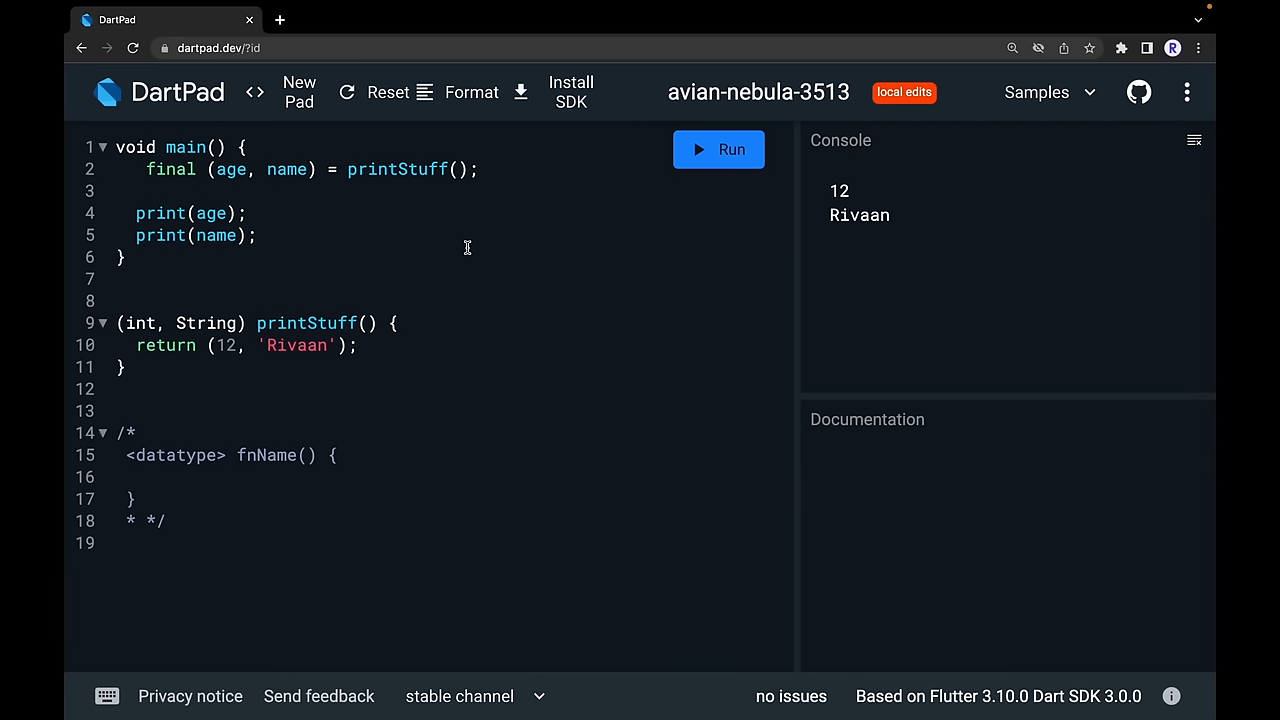 DartPad
dartpad.dev/?id
R
DartPad
<> New Pad
Reset
Format
Install SDK
avian-nebula-3513
local edits
Samples
1 void main() {
2    final (age, name) = printStuff();
3
4   print(age);
5   print(name);
6 }
7
8
9 (int, String) printStuff() {
10   return (12, 'Rivaan');
11 }
12
13
14 /*
15  <datatype> fnName() {
16
17  }
18  * */
19
Run
Console
12
Rivaan
Documentation
Privacy notice
Send feedback
stable channel
no issues
Based on Flutter 3.10.0 Dart SDK 3.0.0